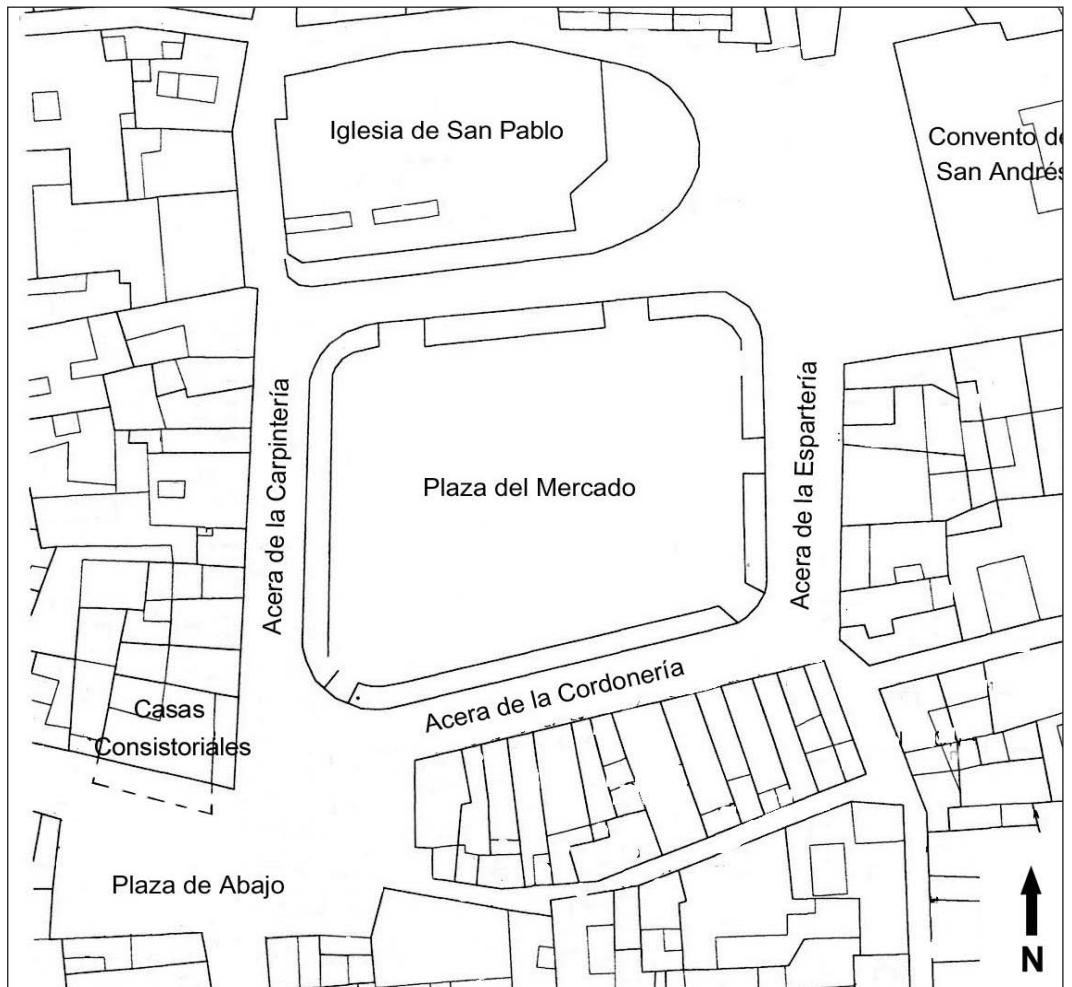 Iglesia de San Pablo
Convento de
San Andrés
Acera de la Carpintería
Plaza del Mercado
Acera de la Espartería
Acera de la Cordonería
Casas
Consistoriales
Plaza de Abajo
N